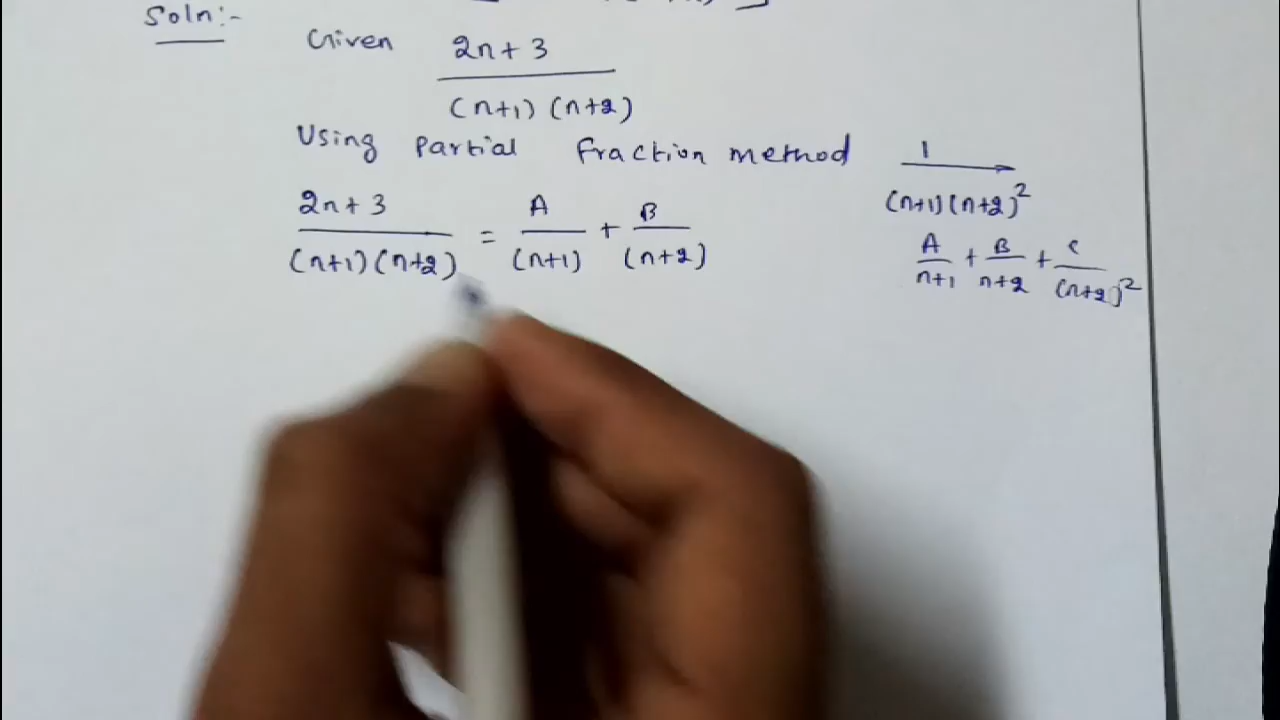 Soln:-
Given 2n+3
(n+1) (n+2)
Using Partial fraction method
2n+3 / (n+1)(n+2) = A / (n+1) + B / (n+2)
1
(n+1)(n+2)²
A / n+1 + B / n+2 + C / (n+2)²